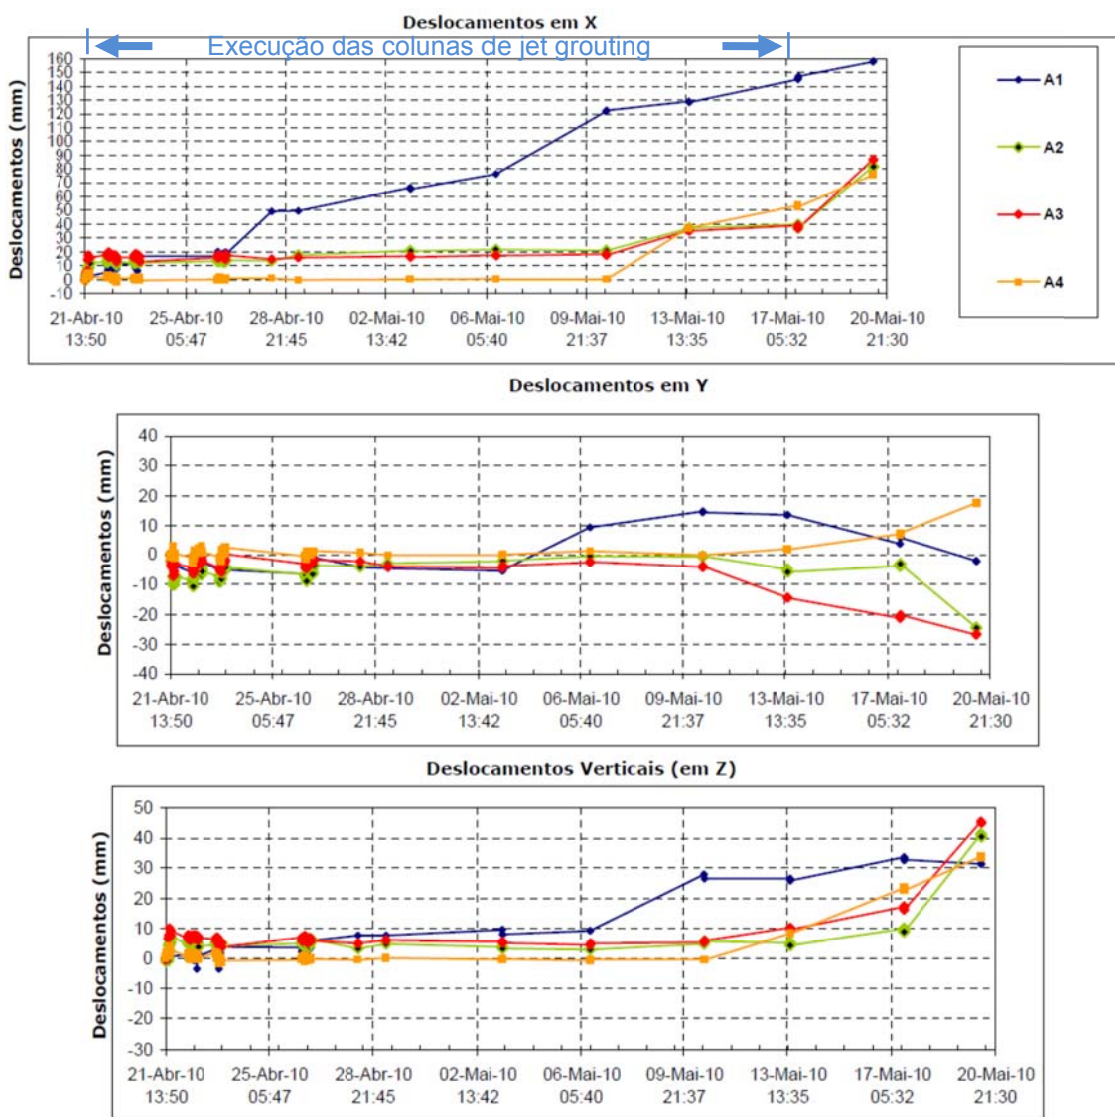 Deslocamentos em X
Execução das colunas de jet grouting
Deslocamentos (mm)
160
150
140
130
120
110
100
90
80
70
60
50
40
30
20
10
0
-10
21-Abr-10 25-Abr-10 28-Abr-10 02-Mai-10 06-Mai-10 09-Mai-10 13-Mai-10 17-Mai-10 20-Mai-10
13:50 05:47 21:45 13:42 05:40 21:37 13:35 05:32 21:30
A1
A2
A3
A4
Deslocamentos em Y
Deslocamentos (mm)
40
30
20
10
0
-10
-20
-30
-40
21-Abr-10 25-Abr-10 28-Abr-10 02-Mai-10 06-Mai-10 09-Mai-10 13-Mai-10 17-Mai-10 20-Mai-10
13:50 05:47 21:45 13:42 05:40 21:37 13:35 05:32 21:30
Deslocamentos Verticais (em Z)
Deslocamentos (mm)
50
40
30
20
10
0
-10
-20
-30
21-Abr-10 25-Abr-10 28-Abr-10 02-Mai-10 06-Mai-10 09-Mai-10 13-Mai-10 17-Mai-10 20-Mai-10
13:50 05:47 21:45 13:42 05:40 21:37 13:35 05:32 21:30